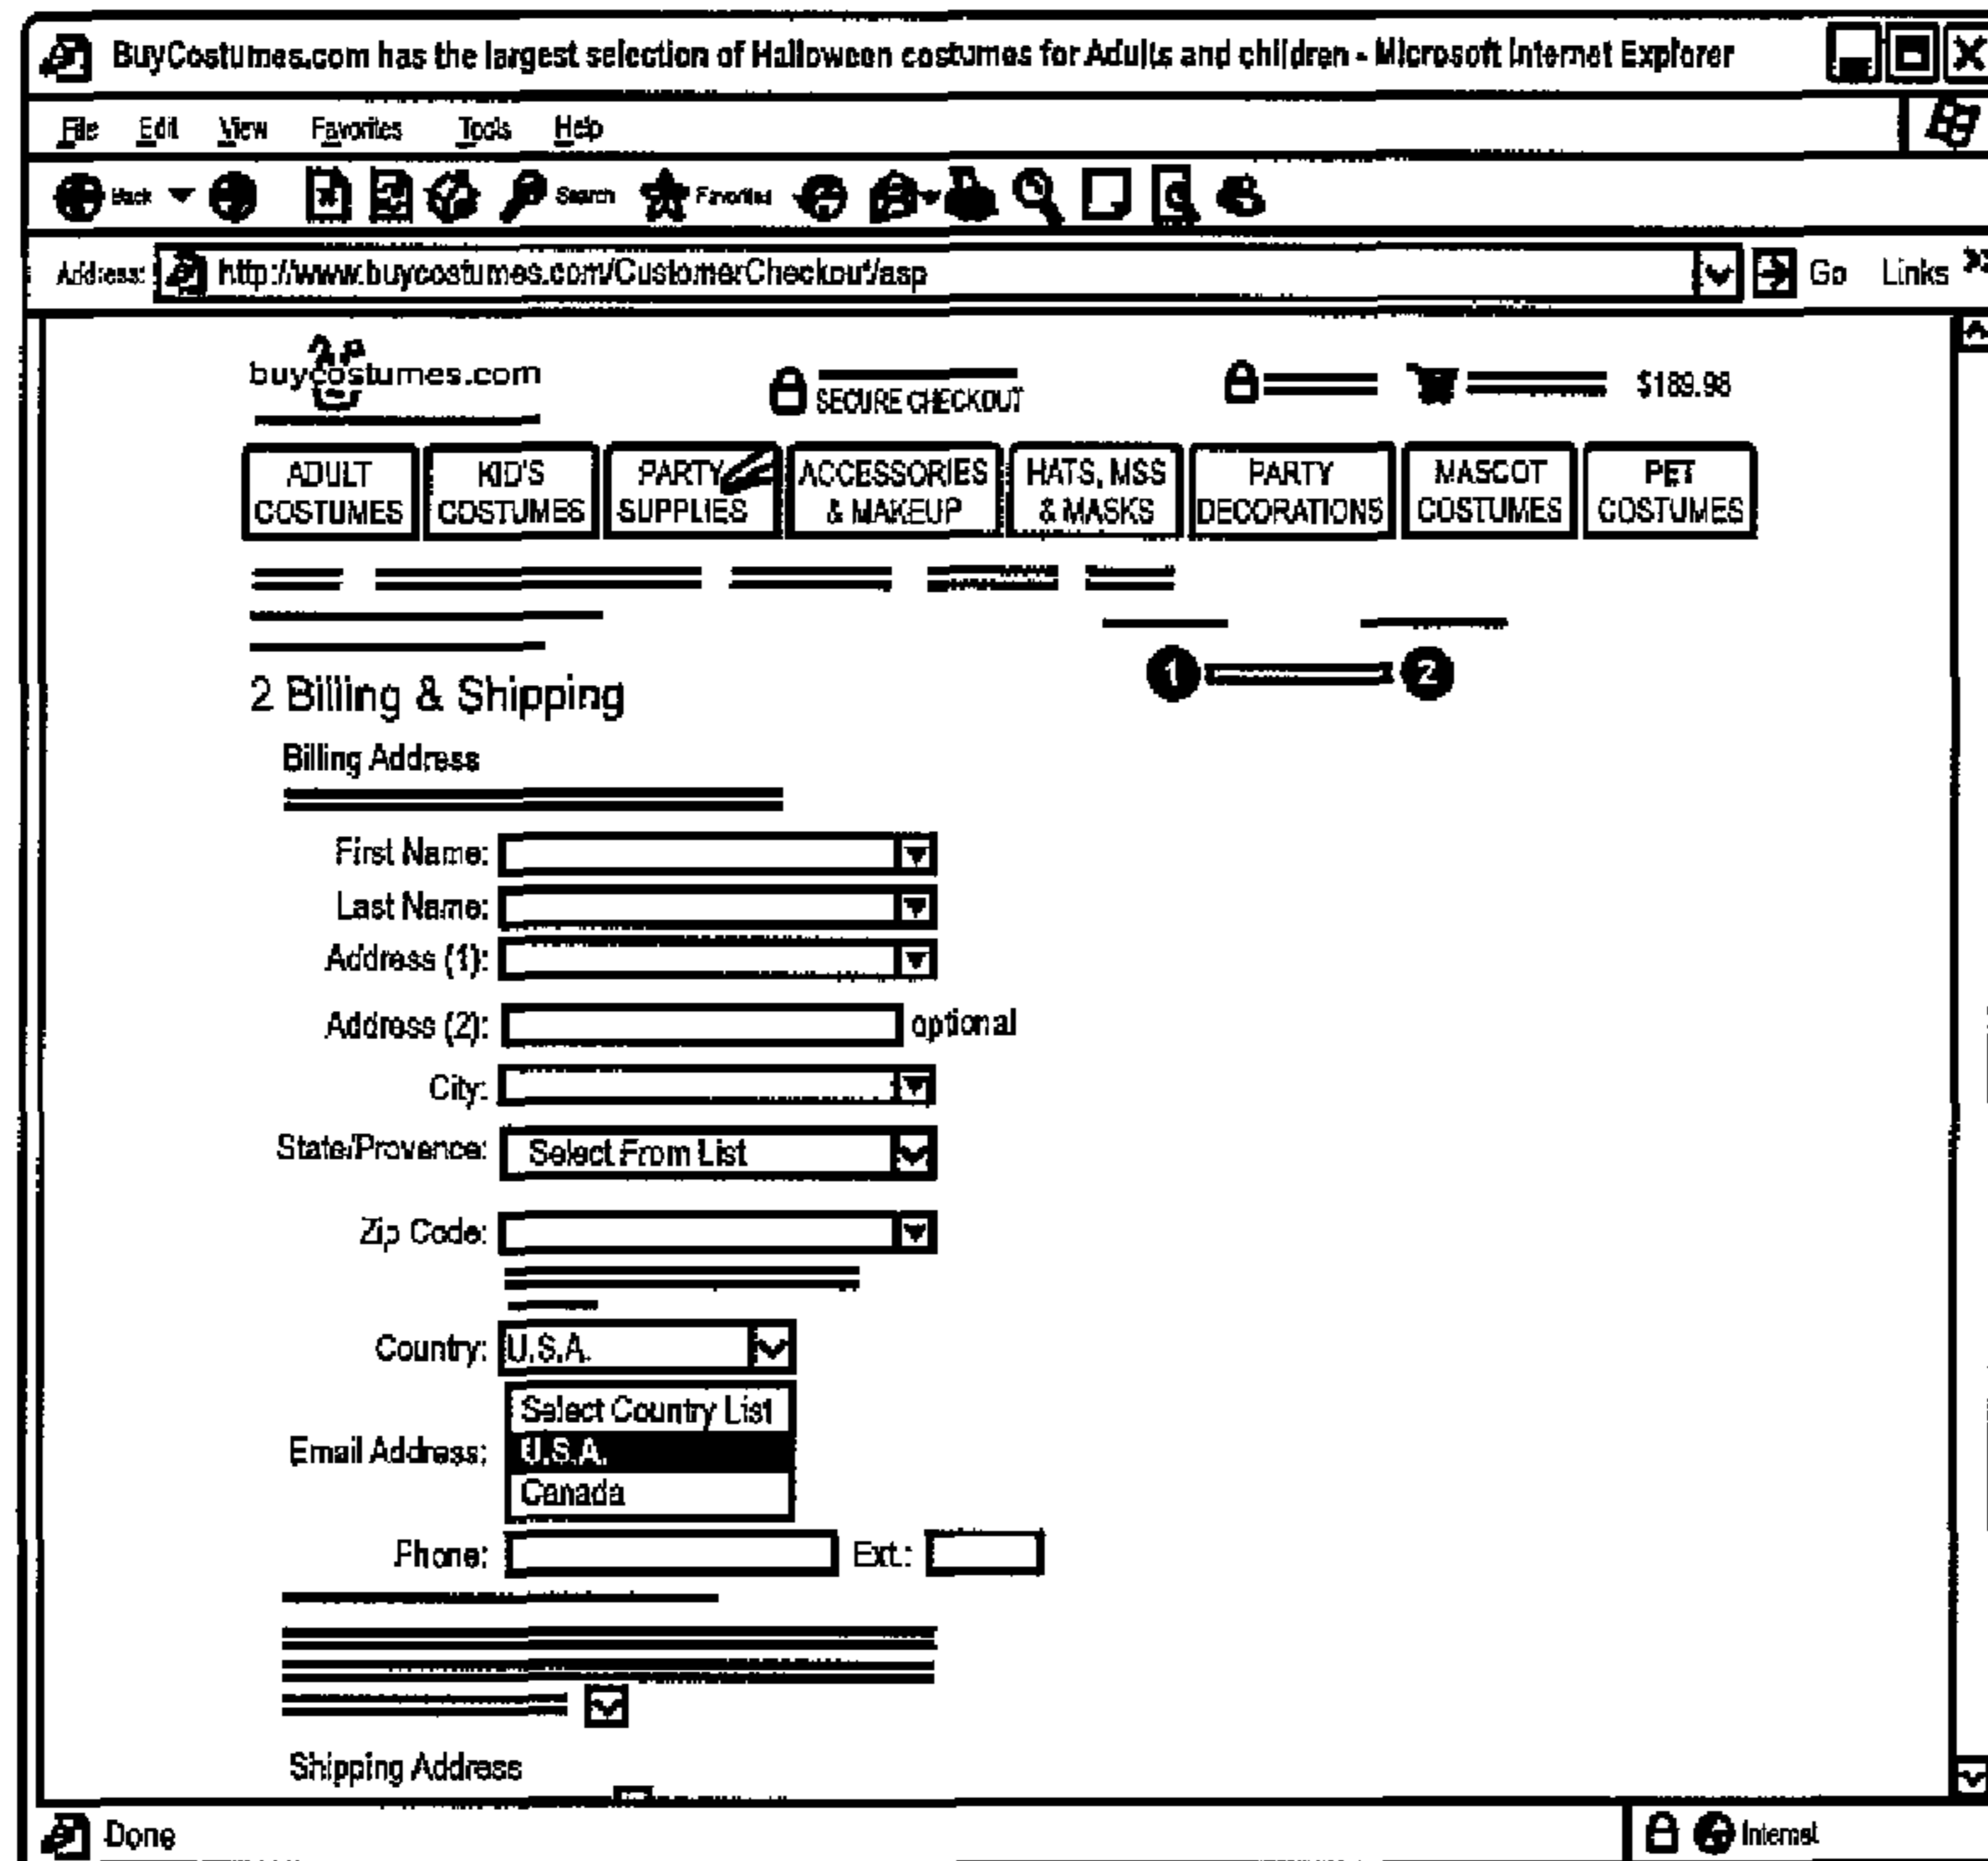 BuyCostumes.com has the largest selection of Halloween costumes for Adults and children - Microsoft Internet Explorer
File Edit View Favorites Tools Help
Back Search Favorites
Address: http://www.buycostumes.com/CustomerCheckout/asp Go Links
buycostumes.com
SECURE CHECKOUT
$189.98
ADULT COSTUMES
KID'S COSTUMES
PARTY SUPPLIES
ACCESSORIES & MAKEUP
HATS, MSS & MASKS
PARTY DECORATIONS
MASCOT COSTUMES
PET COSTUMES
1 2
2 Billing & Shipping
Billing Address
First Name:
Last Name:
Address (1):
Address (2): optional
City:
State/Provence: Select From List
Zip Code:
Country: U.S.A.
Select Country List
Email Address: U.S.A.
Canada
Phone: Ext.:
Shipping Address
Done Internet